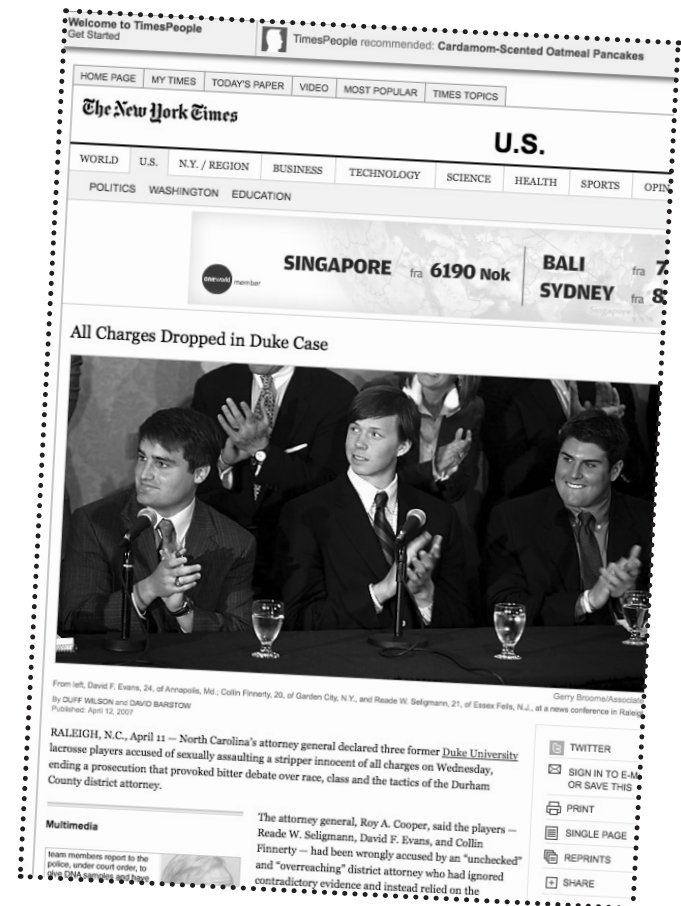 Welcome to TimesPeople
Get Started
TimesPeople recommended: Cardamom-Scented Oatmeal Pancakes
HOME PAGE MY TIMES TODAY'S PAPER VIDEO MOST POPULAR TIMES TOPICS
The New York Times
U.S.
WORLD U.S. N.Y. / REGION BUSINESS TECHNOLOGY SCIENCE HEALTH SPORTS OPIN
POLITICS WASHINGTON EDUCATION
oneworld member
SINGAPORE fra 6190 Nok
BALI fra 7
SYDNEY fra 8
All Charges Dropped in Duke Case
Gerry Broome/Associate
From left, David F. Evans, 24, of Annapolis, Md.; Collin Finnerty, 20, of Garden City, N.Y., and Reade W. Seligmann, 21, of Essex Fells, N.J., at a news conference in Raleig
By DUFF WILSON and DAVID BARSTOW
Published: April 12, 2007
RALEIGH, N.C., April 11 — North Carolina's attorney general declared three former Duke University
lacrosse players accused of sexually assaulting a stripper innocent of all charges on Wednesday,
ending a prosecution that provoked bitter debate over race, class and the tactics of the Durham
County district attorney.
Multimedia
team members report to the
police, under court order, to
give DNA samples and have
The attorney general, Roy A. Cooper, said the players —
Reade W. Seligmann, David F. Evans, and Collin
Finnerty — had been wrongly accused by an "unchecked"
and "overreaching" district attorney who had ignored
contradictory evidence and instead relied on the
TWITTER
SIGN IN TO E-M
OR SAVE THIS
PRINT
SINGLE PAGE
REPRINTS
SHARE